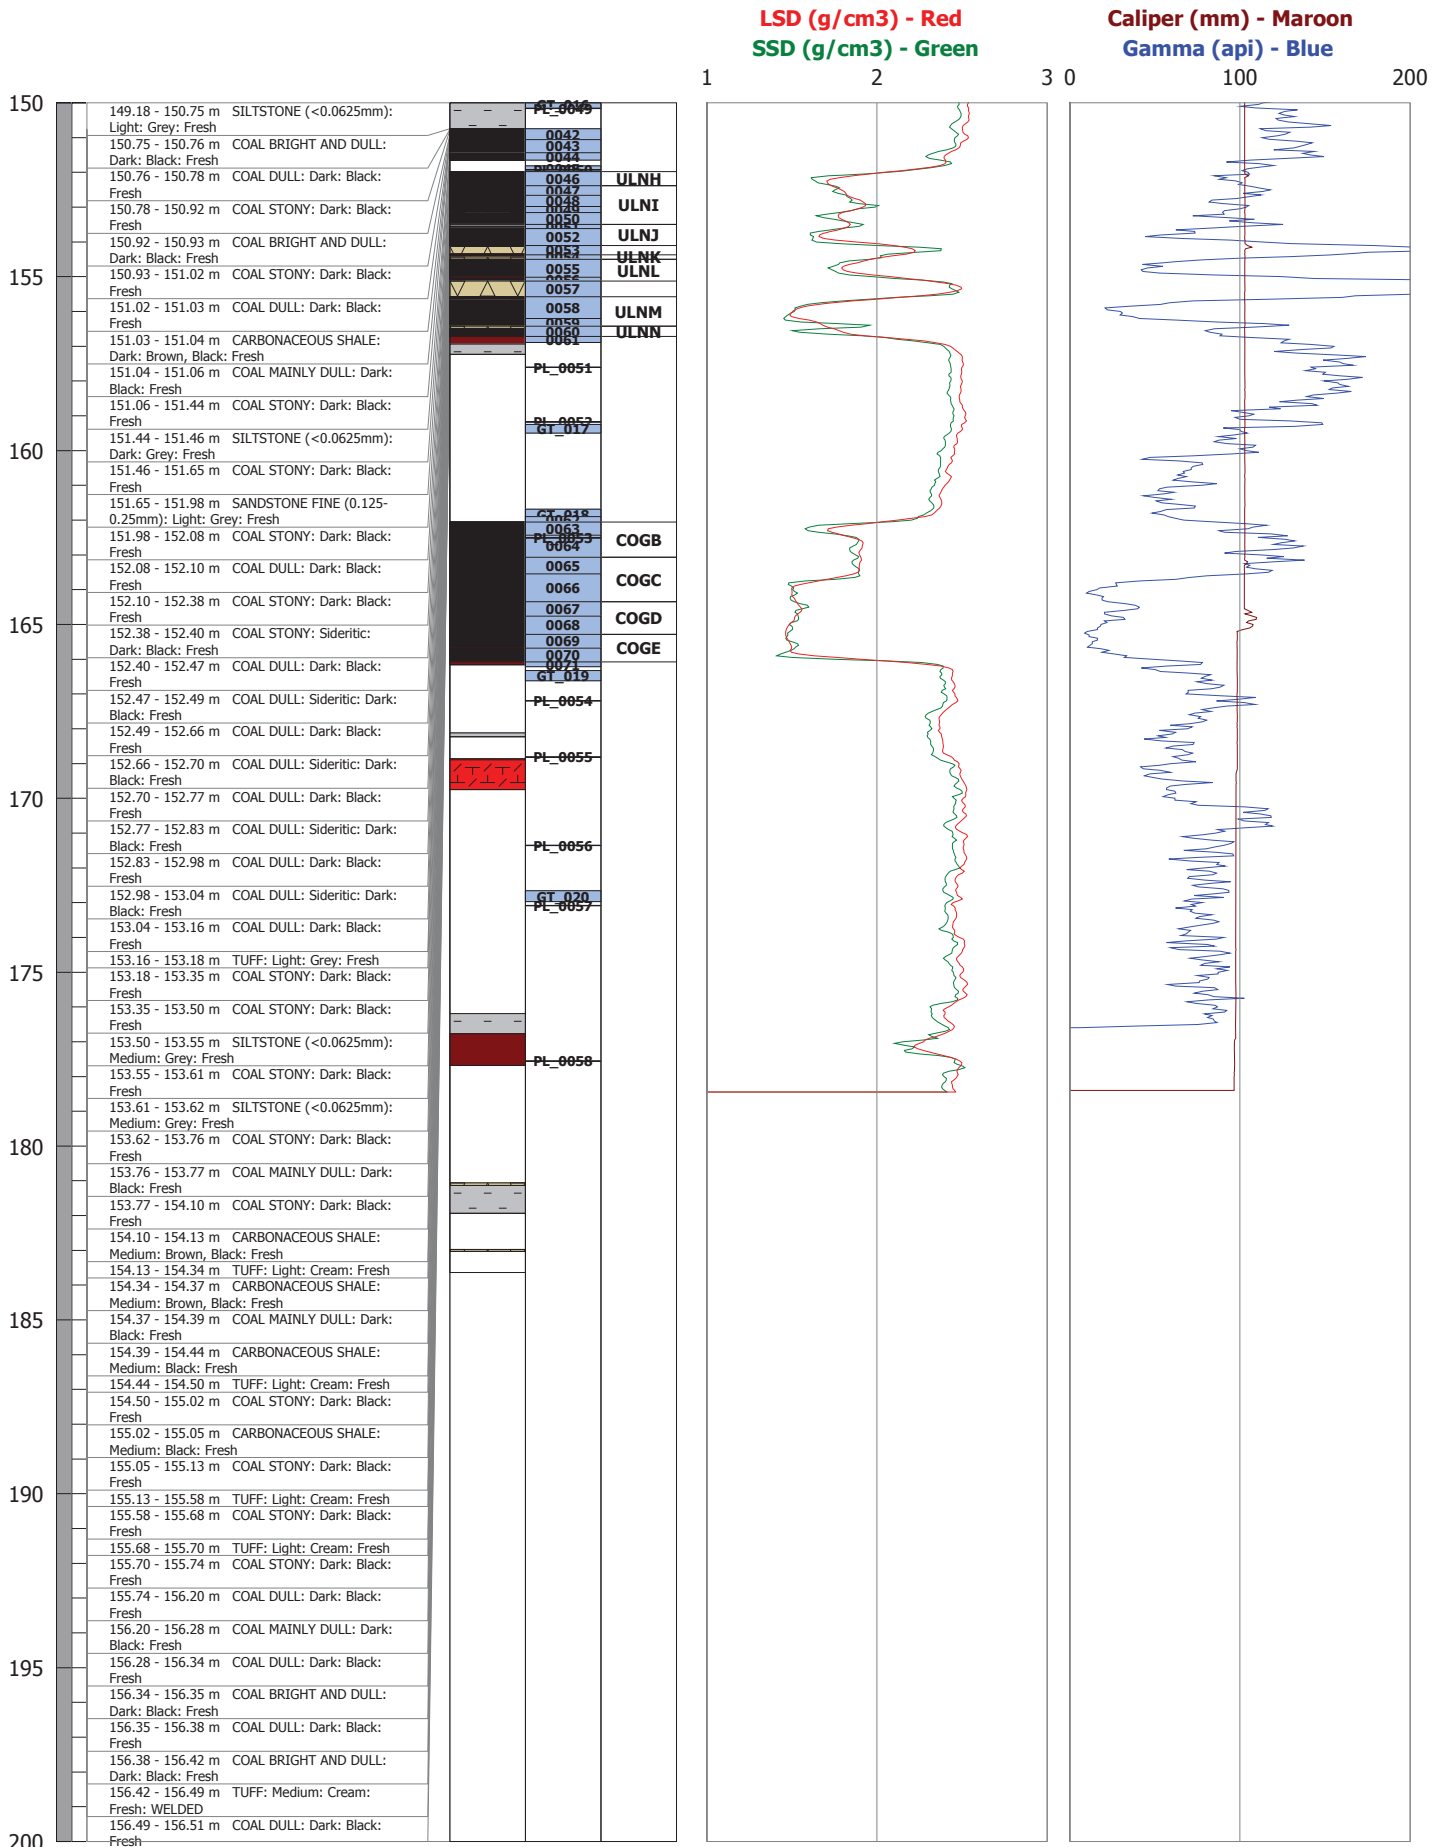 LSD (g/cm3) - Red
SSD (g/cm3) - Green
Caliper (mm) - Maroon
Gamma (api) - Blue
1
2
3
0
100
200
150
155
160
165
170
175
180
185
190
195
200
149.18 - 150.75 m SILTSTONE (<0.0625mm):
Light: Grey: Fresh
150.75 - 150.76 m COAL BRIGHT AND DULL:
Dark: Black: Fresh
150.76 - 150.78 m COAL DULL: Dark: Black:
Fresh
150.78 - 150.92 m COAL STONY: Dark: Black:
Fresh
150.92 - 150.93 m COAL BRIGHT AND DULL:
Dark: Black: Fresh
150.93 - 151.02 m COAL STONY: Dark: Black:
Fresh
151.02 - 151.03 m COAL DULL: Dark: Black:
Fresh
151.03 - 151.04 m CARBONACEOUS SHALE:
Dark: Brown, Black: Fresh
151.04 - 151.06 m COAL MAINLY DULL: Dark:
Black: Fresh
151.06 - 151.44 m COAL STONY: Dark: Black:
Fresh
151.44 - 151.46 m SILTSTONE (<0.0625mm):
Dark: Grey: Fresh
151.46 - 151.65 m COAL STONY: Dark: Black:
Fresh
151.65 - 151.98 m SANDSTONE FINE (0.125-
0.25mm): Light: Grey: Fresh
151.98 - 152.08 m COAL STONY: Dark: Black:
Fresh
152.08 - 152.10 m COAL DULL: Dark: Black:
Fresh
152.10 - 152.38 m COAL STONY: Dark: Black:
Fresh
152.38 - 152.40 m COAL STONY: Sideritic:
Dark: Black: Fresh
152.40 - 152.47 m COAL DULL: Dark: Black:
Fresh
152.47 - 152.49 m COAL DULL: Sideritic: Dark:
Black: Fresh
152.49 - 152.66 m COAL DULL: Dark: Black:
Fresh
152.66 - 152.70 m COAL DULL: Sideritic: Dark:
Black: Fresh
152.70 - 152.77 m COAL DULL: Dark: Black:
Fresh
152.77 - 152.83 m COAL DULL: Sideritic: Dark:
Black: Fresh
152.83 - 152.98 m COAL DULL: Dark: Black:
Fresh
152.98 - 153.04 m COAL DULL: Sideritic: Dark:
Black: Fresh
153.04 - 153.16 m COAL DULL: Dark: Black:
Fresh
153.16 - 153.18 m TUFF: Light: Grey: Fresh
153.18 - 153.35 m COAL STONY: Dark: Black:
Fresh
153.35 - 153.50 m COAL STONY: Dark: Black:
Fresh
153.50 - 153.55 m SILTSTONE (<0.0625mm):
Medium: Grey: Fresh
153.55 - 153.61 m COAL STONY: Dark: Black:
Fresh
153.61 - 153.62 m SILTSTONE (<0.0625mm):
Medium: Grey: Fresh
153.62 - 153.76 m COAL STONY: Dark: Black:
Fresh
153.76 - 153.77 m COAL MAINLY DULL: Dark:
Black: Fresh
153.77 - 154.10 m COAL STONY: Dark: Black:
Fresh
154.10 - 154.13 m CARBONACEOUS SHALE:
Medium: Brown, Black: Fresh
154.13 - 154.34 m TUFF: Light: Cream: Fresh
154.34 - 154.37 m CARBONACEOUS SHALE:
Medium: Brown, Black: Fresh
154.37 - 154.39 m COAL MAINLY DULL: Dark:
Black: Fresh
154.39 - 154.44 m CARBONACEOUS SHALE:
Medium: Black: Fresh
154.44 - 154.50 m TUFF: Light: Cream: Fresh
154.50 - 155.02 m COAL STONY: Dark: Black:
Fresh
155.02 - 155.05 m CARBONACEOUS SHALE:
Medium: Black: Fresh
155.05 - 155.13 m COAL STONY: Dark: Black:
Fresh
155.13 - 155.58 m TUFF: Light: Cream: Fresh
155.58 - 155.68 m COAL STONY: Dark: Black:
Fresh
155.68 - 155.70 m TUFF: Light: Cream: Fresh
155.70 - 155.74 m COAL STONY: Dark: Black:
Fresh
155.74 - 156.20 m COAL DULL: Dark: Black:
Fresh
156.20 - 156.28 m COAL MAINLY DULL: Dark:
Black: Fresh
156.28 - 156.34 m COAL DULL: Dark: Black:
Fresh
156.34 - 156.35 m COAL BRIGHT AND DULL:
Dark: Black: Fresh
156.35 - 156.38 m COAL DULL: Dark: Black:
Fresh
156.38 - 156.42 m COAL BRIGHT AND DULL:
Dark: Black: Fresh
156.42 - 156.49 m TUFF: Medium: Cream:
Fresh: WELDED
156.49 - 156.51 m COAL DULL: Dark: Black:
Fresh
GT_016
PL_0049
0042
0043
0044
0046
0047
0048
0049
0050
0052
0053
0055
0057
0058
0059
0060
0061
PL_0051
PL_0052
GT_017
GT_018
0063
PL_0053
0064
0065
0066
0067
0068
0069
0070
0071
GT_019
PL_0054
PL_0055
PL_0056
GT_020
PL_0057
PL_0058
ULNH
ULNI
ULNJ
ULNK
ULNL
ULNM
ULNN
COGB
COGC
COGD
COGE